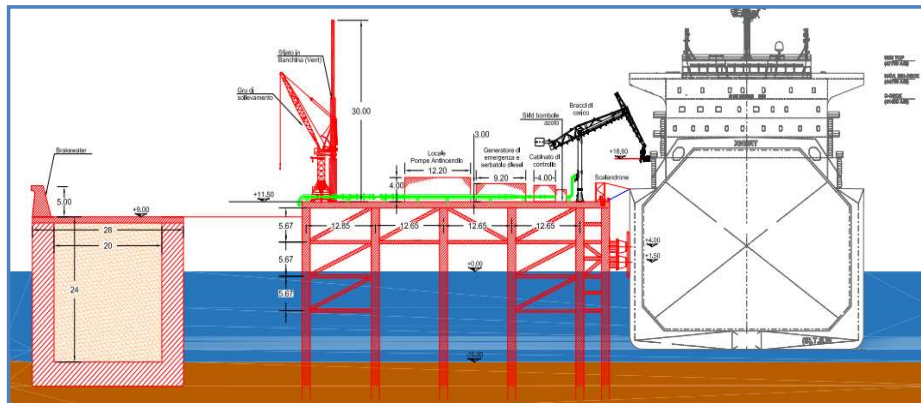 Sfiato in
Banchina (Vent)
Gru di
sollevamento
30.00
Brakewater
5.00
+9.00
28
20
24
+11,50
Locale
Pompe Antincendio
12.20
4.00
3.00
Generatore di
emergenza e
serbatoio diesel
9.20
Skid bombole
azoto
Cabinato di
controllo
4.00
Bracci di
carico
+18,60
Scalandrone
5.67
12.85
12.65
12.65
12.65
5.67
5.67
+0,00
+4.00
+1,50